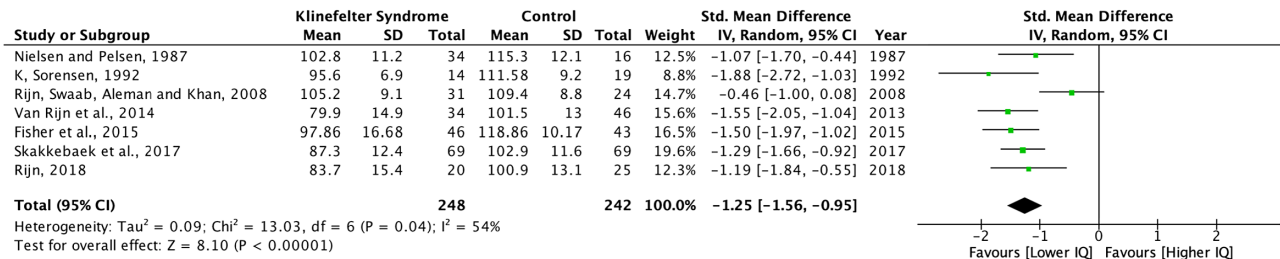 Klinefelter Syndrome Control Std. Mean Difference Std. Mean Difference
Study or Subgroup Mean SD Total Mean SD Total Weight IV, Random, 95% CI Year IV, Random, 95% CI
Nielsen and Pelsen, 1987 102.8 11.2 34 115.3 12.1 16 12.5% -1.07 [-1.70, -0.44] 1987
K, Sorensen, 1992 95.6 6.9 14 111.58 9.2 19 8.8% -1.88 [-2.72, -1.03] 1992
Rijn, Swaab, Aleman and Khan, 2008 105.2 9.1 31 109.4 8.8 24 14.7% -0.46 [-1.00, 0.08] 2008
Van Rijn et al., 2014 79.9 14.9 34 101.5 13 46 15.6% -1.55 [-2.05, -1.04] 2013
Fisher et al., 2015 97.86 16.68 46 118.86 10.17 43 16.5% -1.50 [-1.97, -1.02] 2015
Skakkebaek et al., 2017 87.3 12.4 69 102.9 11.6 69 19.6% -1.29 [-1.66, -0.92] 2017
Rijn, 2018 83.7 15.4 20 100.9 13.1 25 12.3% -1.19 [-1.84, -0.55] 2018
Total (95% CI) 248 242 100.0% -1.25 [-1.56, -0.95]
Heterogeneity: Tau² = 0.09; Chi² = 13.03, df = 6 (P = 0.04); I² = 54%
Test for overall effect: Z = 8.10 (P < 0.00001)
-2 -1 0 1 2
Favours [Lower IQ] Favours [Higher IQ]